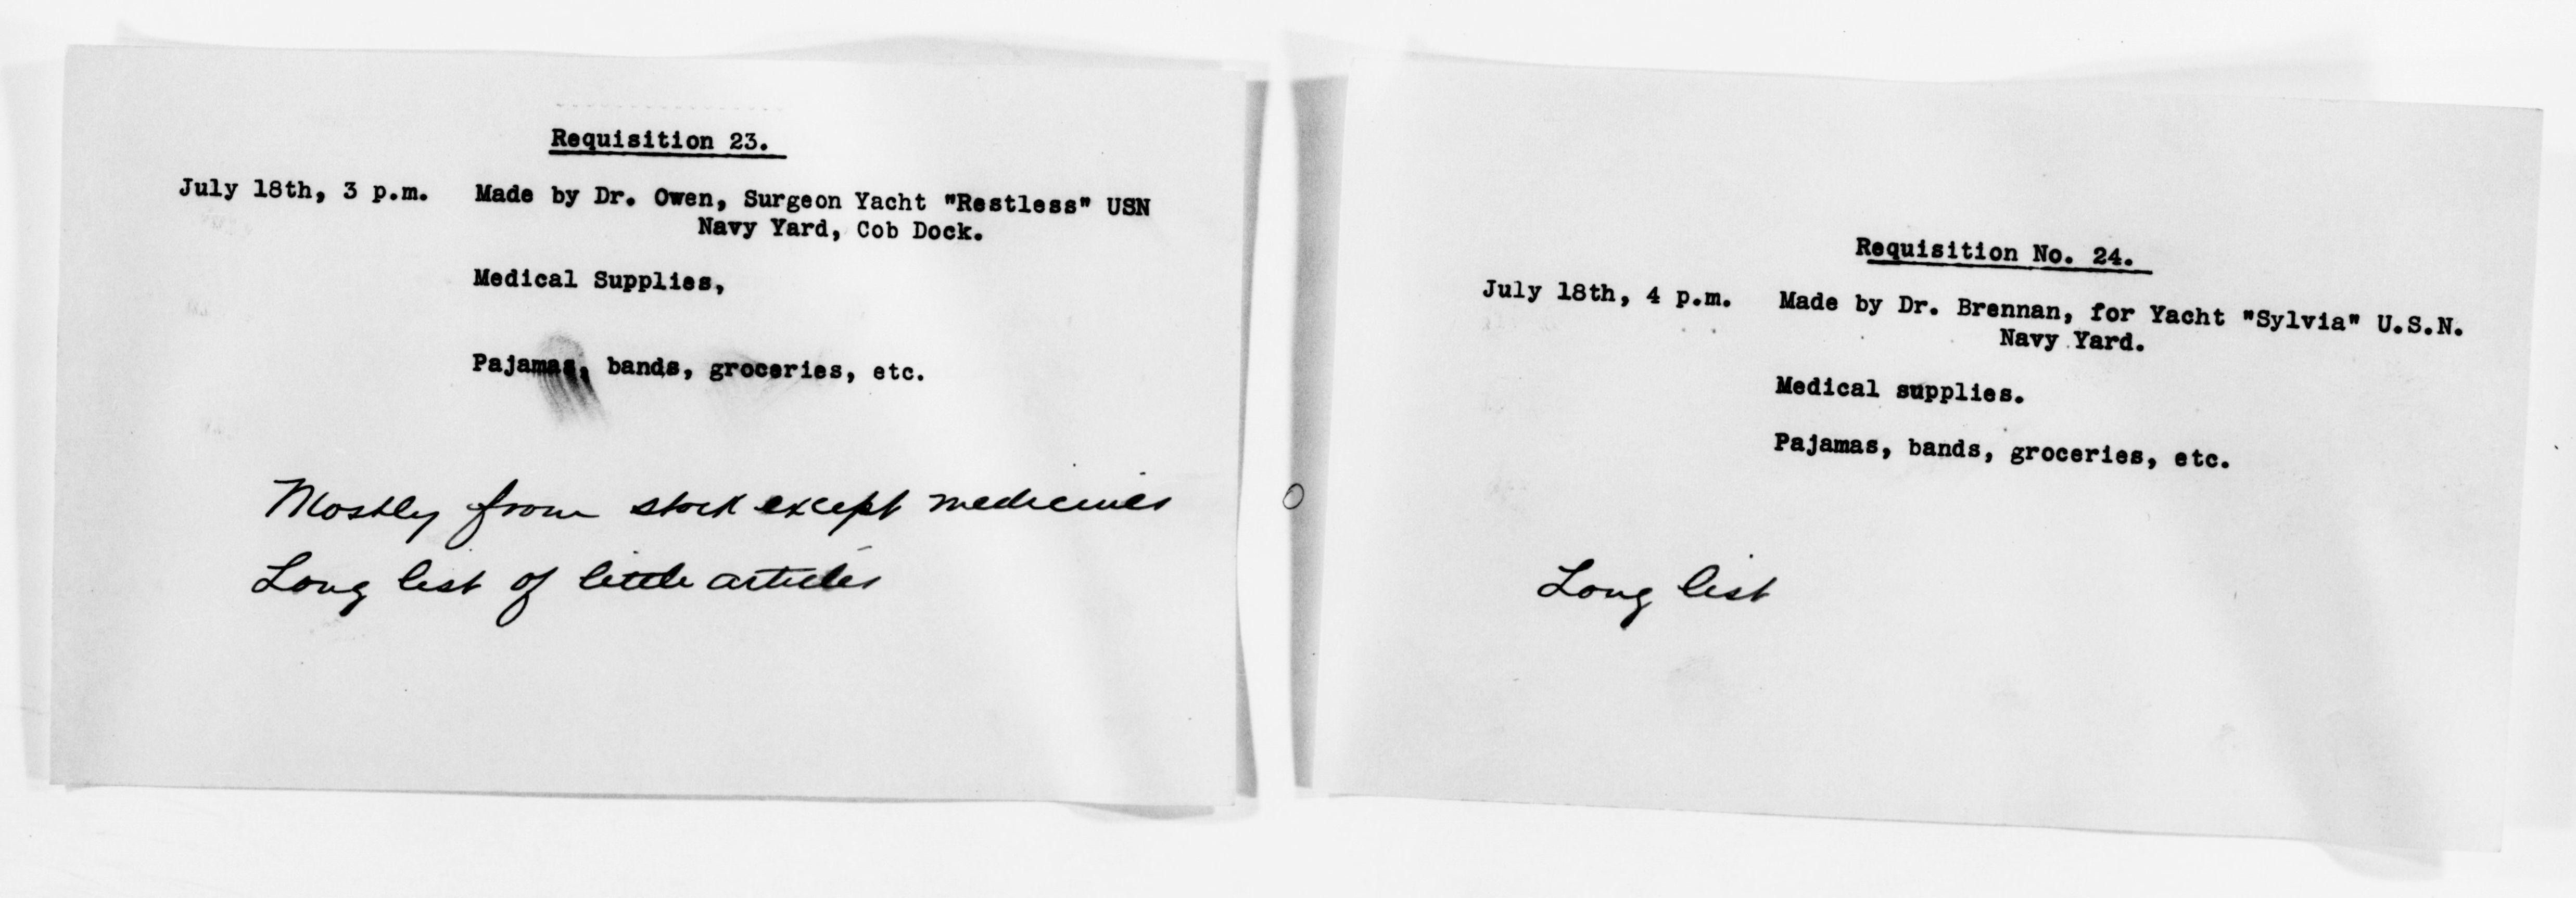 Requisition 23.
July 18th, 3 p.m. Made by Dr. Owen, Surgeon Yacht "Restless" USN
Navy Yard, Cob Dock.
Medical Supplies,
Pajamas, bands, groceries, etc.
Mostly from stock except medicines
Long list of little articles
Requisition No. 24.
July 18th, 4 p.m. Made by Dr. Brennan, for Yacht "Sylvia" U.S.N.
Navy Yard.
Medical supplies.
Pajamas, bands, groceries, etc.
Long list